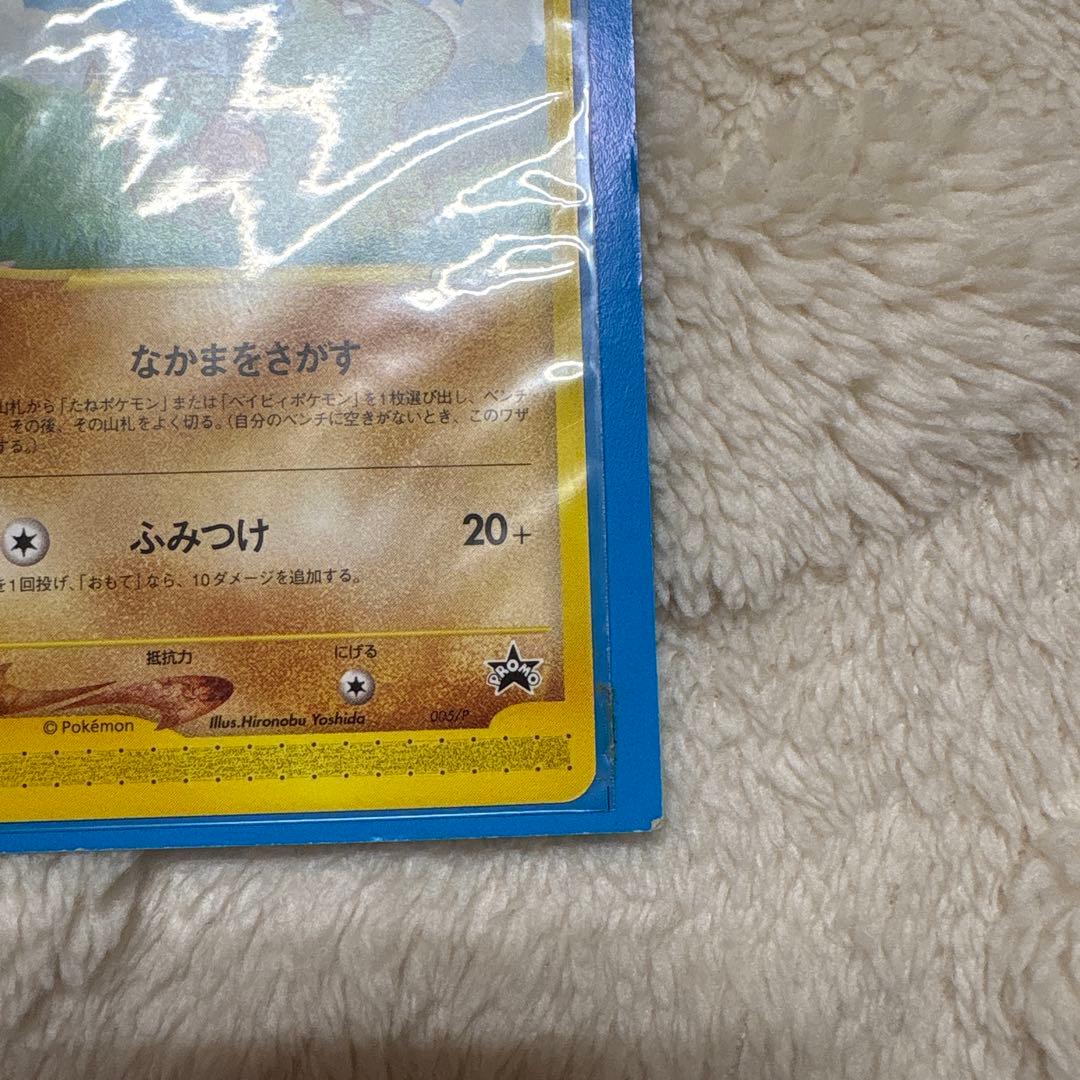 なかまをさがす
山札から「たねポケモン」または「ベイビィポケモン」を1枚選び出し、ベンチ
、その後、その山札をよく切る。（自分のベンチに空きがないとき、このワザ
する。）
ふみつけ 20+
を1回投げ、「おもて」なら、10ダメージを追加する。
抵抗力 にげる
PROMO
©Pokémon Illus.Hironobu Yoshida 005/P